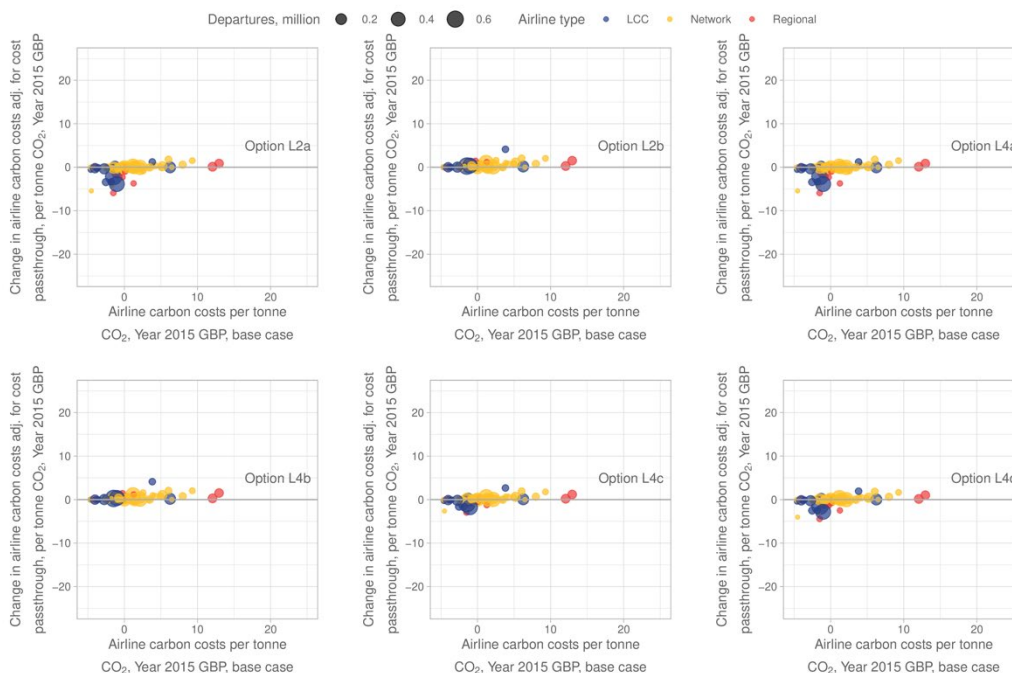 Departures, million 0.2 0.4 0.6 Airline type LCC Network Regional
Change in airline carbon costs adj. for cost
passthrough, per tonne CO₂, Year 2015 GBP
20
10
0
−10
−20
Option L2a
0 10 20
Airline carbon costs per tonne
CO₂, Year 2015 GBP, base case
Change in airline carbon costs adj. for cost
passthrough, per tonne CO₂, Year 2015 GBP
20
10
0
−10
−20
Option L2b
0 10 20
Airline carbon costs per tonne
CO₂, Year 2015 GBP, base case
Change in airline carbon costs adj. for cost
passthrough, per tonne CO₂, Year 2015 GBP
20
10
0
−10
−20
Option L4a
0 10 20
Airline carbon costs per tonne
CO₂, Year 2015 GBP, base case
Change in airline carbon costs adj. for cost
passthrough, per tonne CO₂, Year 2015 GBP
20
10
0
−10
−20
Option L4b
0 10 20
Airline carbon costs per tonne
CO₂, Year 2015 GBP, base case
Change in airline carbon costs adj. for cost
passthrough, per tonne CO₂, Year 2015 GBP
20
10
0
−10
−20
Option L4c
0 10 20
Airline carbon costs per tonne
CO₂, Year 2015 GBP, base case
Change in airline carbon costs adj. for cost
passthrough, per tonne CO₂, Year 2015 GBP
20
10
0
−10
−20
Option
0 10 20
Airline carbon costs per tonne
CO₂, Year 2015 GBP, base case